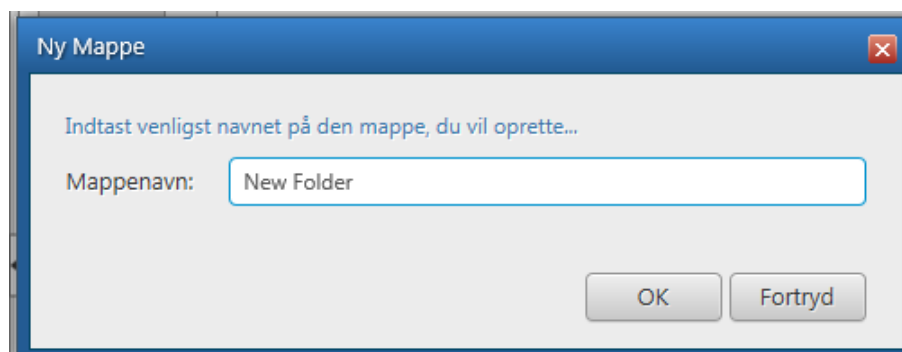 Ny Mappe
Indtast venligst navnet på den mappe, du vil oprette...
Mappenavn: New Folder
OK Fortryd